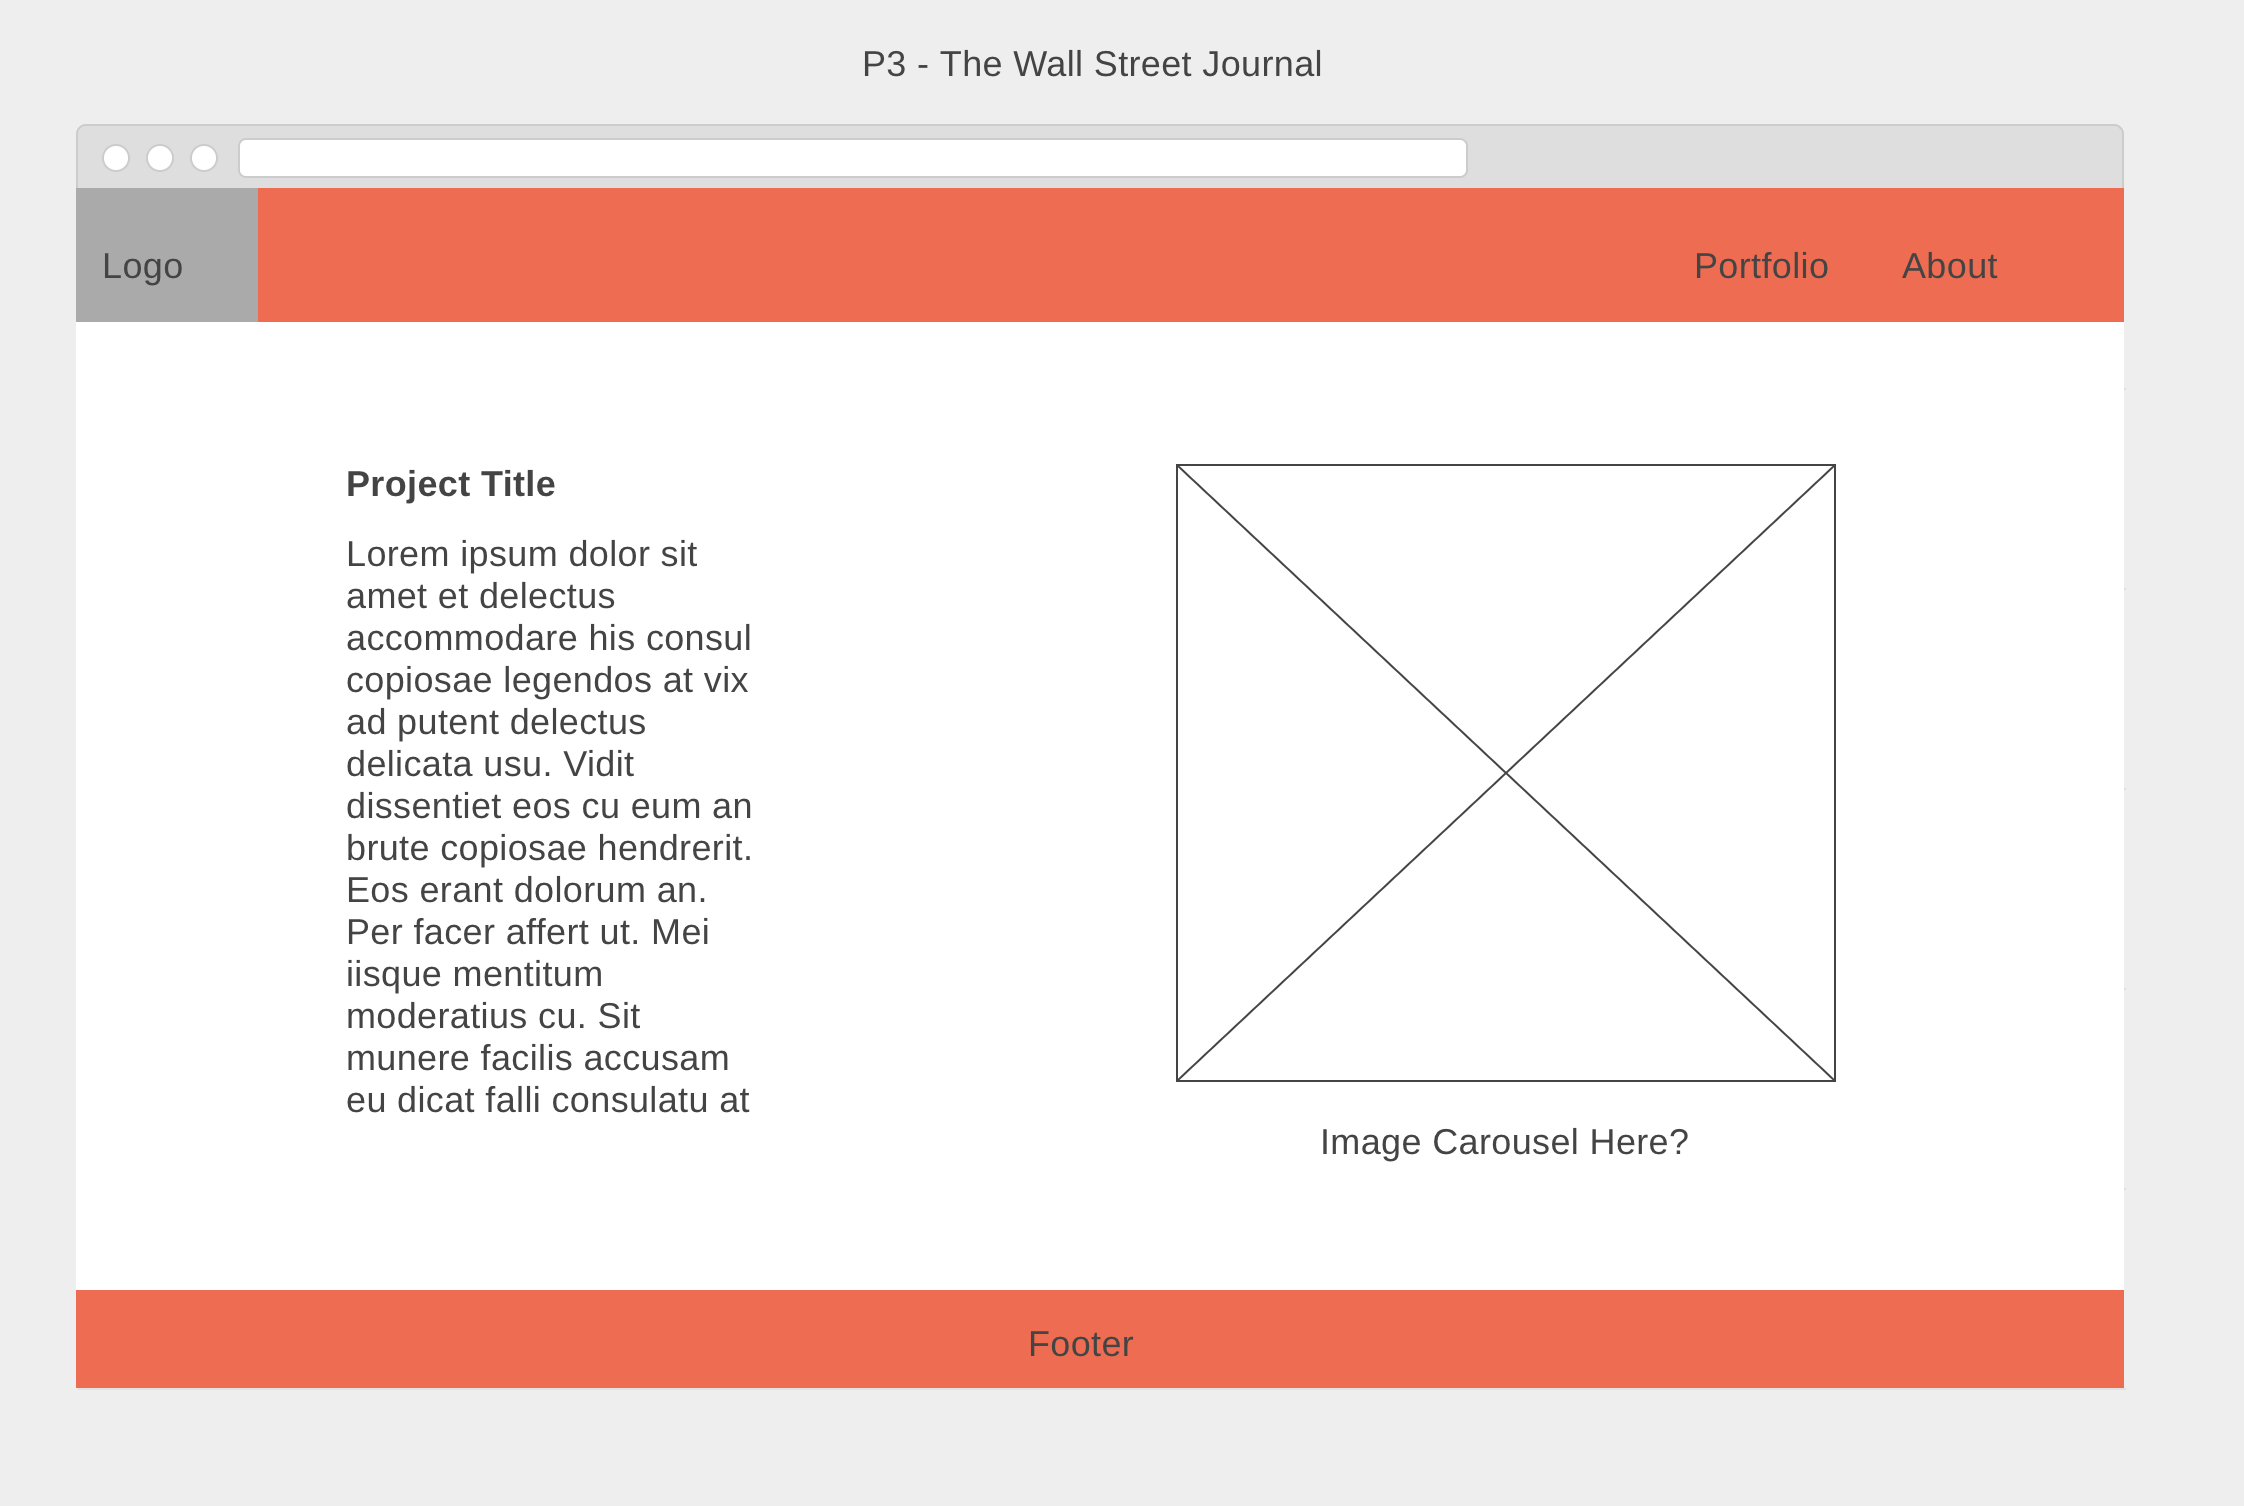 P3 - The Wall Street Journal
Logo
Portfolio
About
Project Title
Lorem ipsum dolor sit
amet et delectus
accommodare his consul
copiosae legendos at vix
ad putent delectus
delicata usu. Vidit
dissentiet eos cu eum an
brute copiosae hendrerit.
Eos erant dolorum an.
Per facer affert ut. Mei
iisque mentitum
moderatius cu. Sit
munere facilis accusam
eu dicat falli consulatu at
Image Carousel Here?
Footer